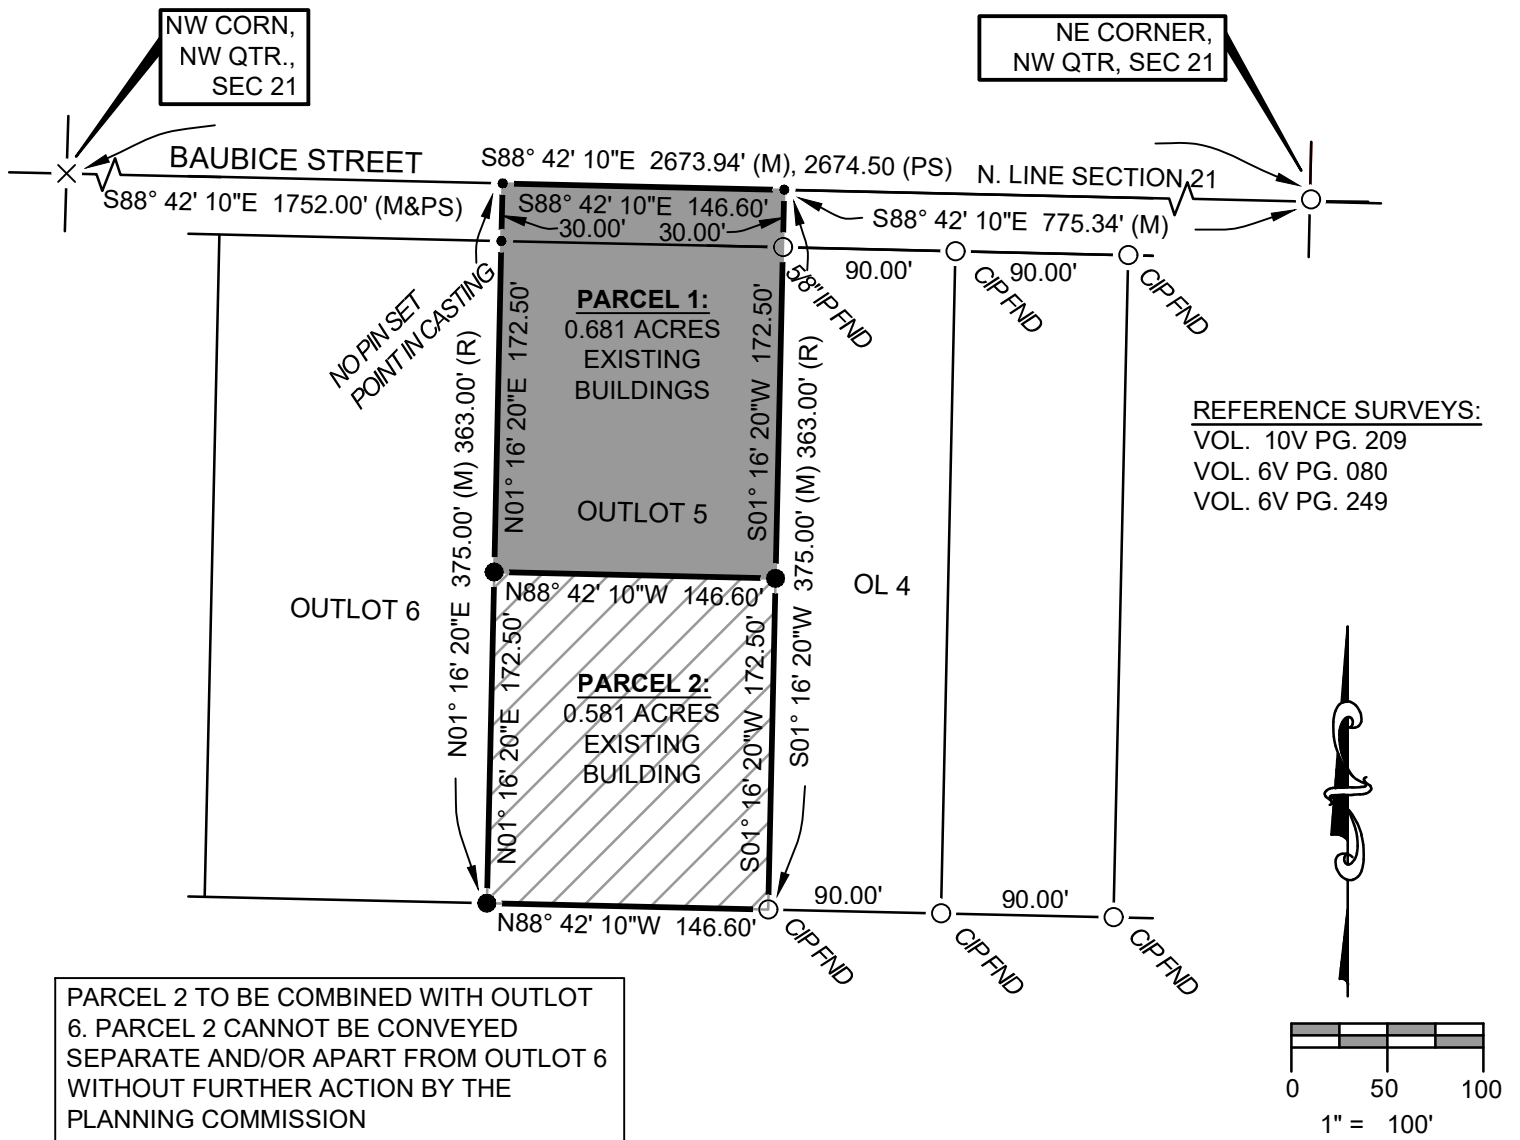 NW CORN,
NW QTR.,
SEC 21
NE CORNER,
NW QTR, SEC 21
BAUBICE STREET
S88° 42' 10"E 2673.94' (M), 2674.50 (PS)
N. LINE SECTION 21
S88° 42' 10"E 1752.00' (M&PS)
S88° 42' 10"E 146.60'
S88° 42' 10"E 775.34' (M)
30.00'
30.00'
90.00'
90.00'
NO PIN SET
POINT IN CASTING
5/8" IP FND
CIP FND
CIP FND
PARCEL 1:
0.681 ACRES
EXISTING
BUILDINGS
N01° 16' 20"E 172.50'
S01° 16' 20"W 172.50'
N01° 16' 20"E 375.00' (M) 363.00' (R)
S01° 16' 20"W 375.00' (M) 363.00' (R)
REFERENCE SURVEYS:
VOL. 10V PG. 209
VOL. 6V PG. 080
VOL. 6V PG. 249
OUTLOT 5
OUTLOT 6
OL 4
N88° 42' 10"W 146.60'
N01° 16' 20"E 172.50'
S01° 16' 20"W 172.50'
PARCEL 2:
0.581 ACRES
EXISTING
BUILDING
N88° 42' 10"W 146.60'
90.00'
90.00'
CIP FND
CIP FND
CIP FND
PARCEL 2 TO BE COMBINED WITH OUTLOT
6. PARCEL 2 CANNOT BE CONVEYED
SEPARATE AND/OR APART FROM OUTLOT 6
WITHOUT FURTHER ACTION BY THE
PLANNING COMMISSION
0 50 100
1" = 100'